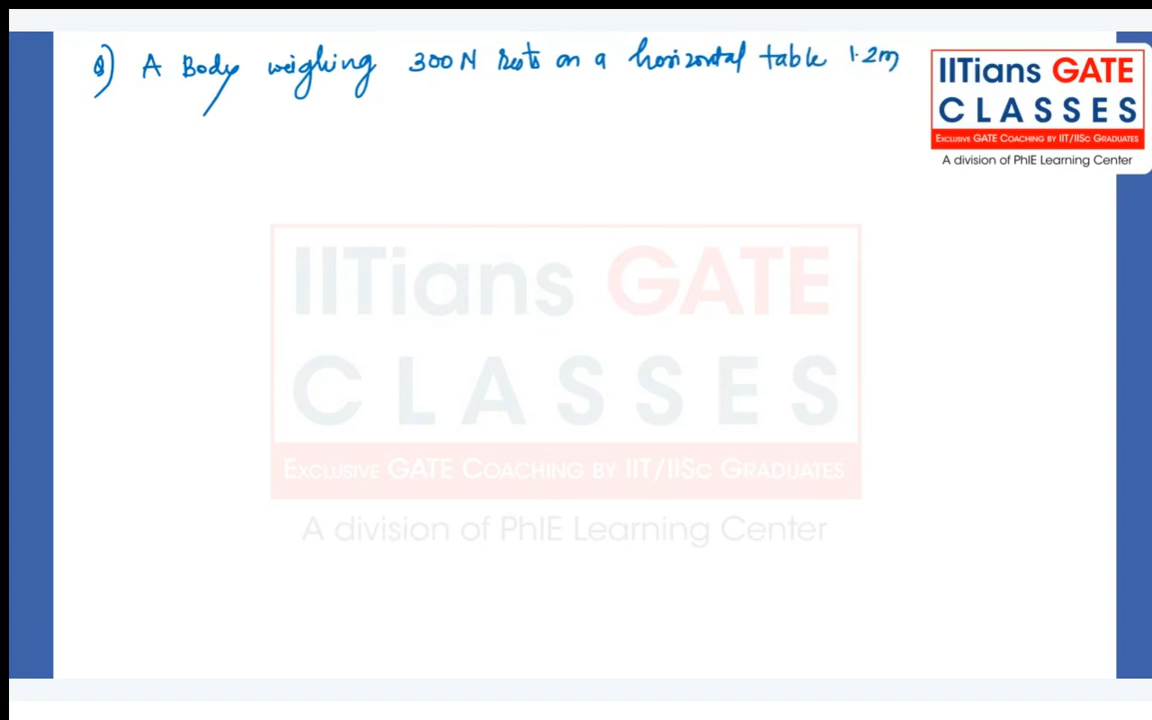 Q) A Body weighing 300N rests on a horizontal table 1.2m
IITians GATE
CLASSES
EXCLUSIVE GATE COACHING BY IIT/IISc GRADUATES
A division of PhIE Learning Center
IITians GATE
CLASSES
EXCLUSIVE GATE COACHING BY IIT/IISc GRADUATES
A division of PhIE Learning Center